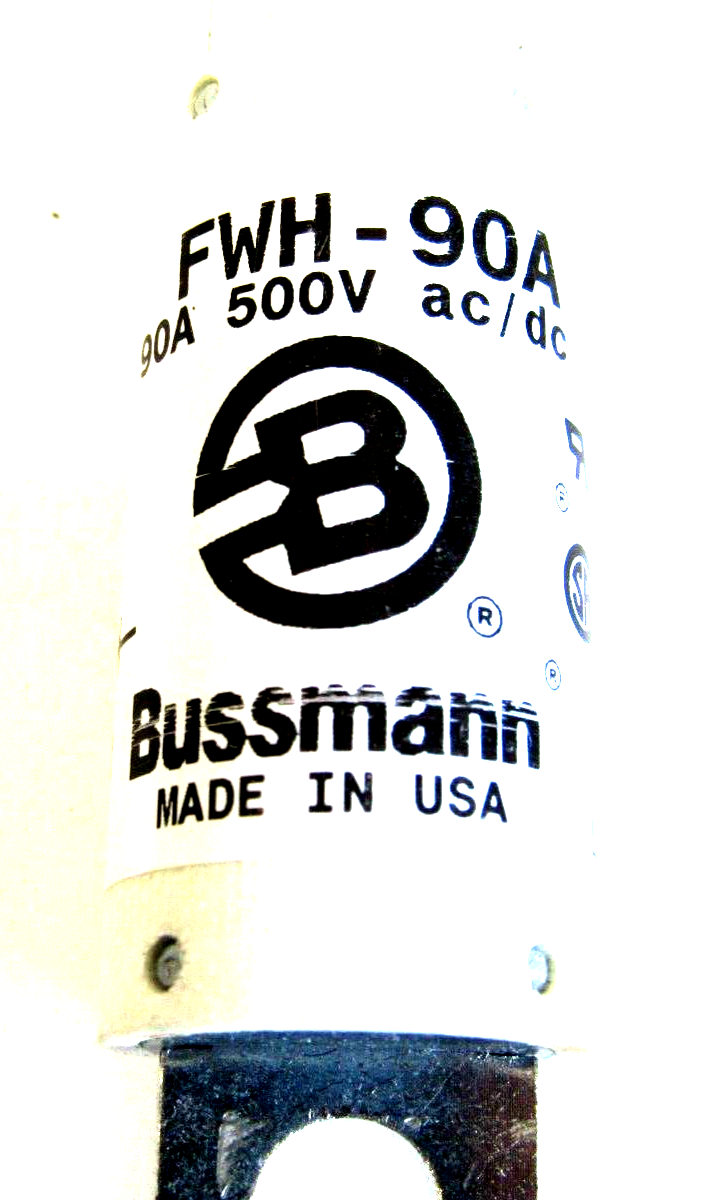 FWH-90A
90A 500V ac/dc
B
®
®
®
Bussmann
MADE IN USA